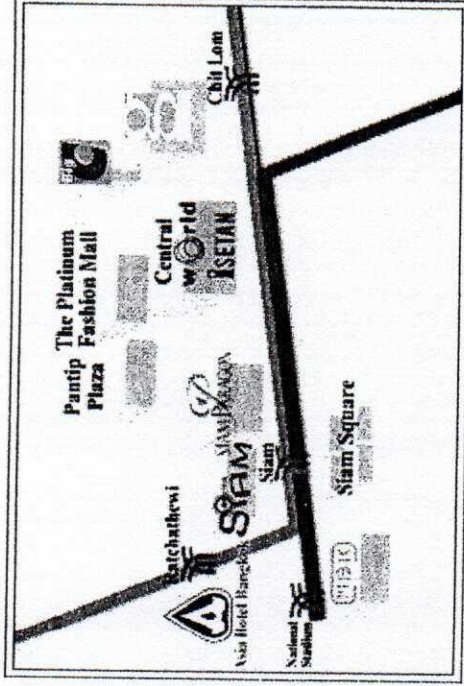 Chit Lom
Big
The Platinum
Fashion Mall
Pantip
Plaza
Central
world
ISETAN
SIAM PARAGON
SIAM
Siam
Siam Square
Ratchathewi
Asia Hotel Bangkok
National
Stadium
MBK